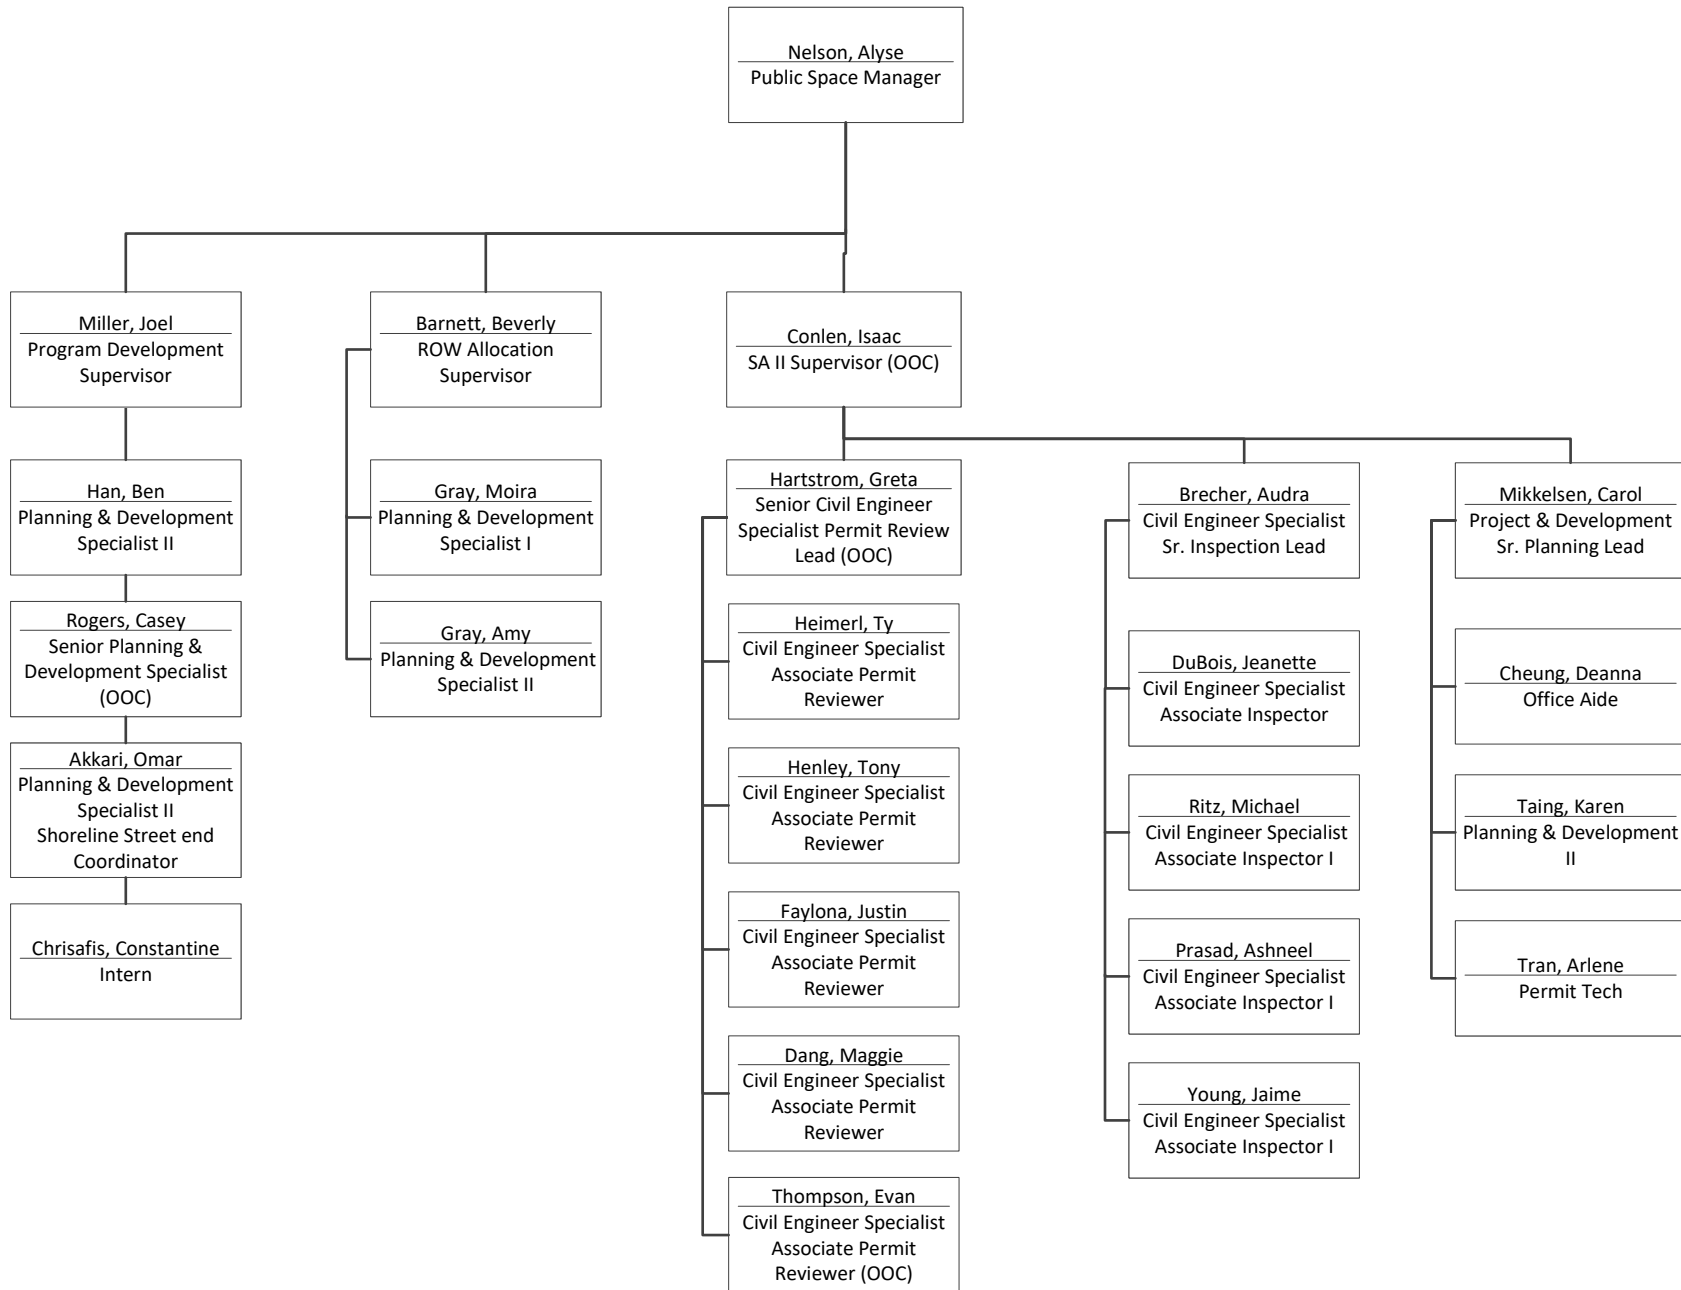 Nelson, Alyse
Public Space Manager
Miller, Joel
Program Development
Supervisor
Barnett, Beverly
ROW Allocation
Supervisor
Conlen, Isaac
SA II Supervisor (OOC)
Han, Ben
Planning & Development
Specialist II
Rogers, Casey
Senior Planning &
Development Specialist
(OOC)
Akkari, Omar
Planning & Development
Specialist II
Shoreline Street end
Coordinator
Chrisafis, Constantine
Intern
Gray, Moira
Planning & Development
Specialist I
Gray, Amy
Planning & Development
Specialist II
Hartstrom, Greta
Senior Civil Engineer
Specialist Permit Review
Lead (OOC)
Heimerl, Ty
Civil Engineer Specialist
Associate Permit
Reviewer
Henley, Tony
Civil Engineer Specialist
Associate Permit
Reviewer
Faylona, Justin
Civil Engineer Specialist
Associate Permit
Reviewer
Dang, Maggie
Civil Engineer Specialist
Associate Permit
Reviewer
Thompson, Evan
Civil Engineer Specialist
Associate Permit
Reviewer (OOC)
Brecher, Audra
Civil Engineer Specialist
Sr. Inspection Lead
DuBois, Jeanette
Civil Engineer Specialist
Associate Inspector
Ritz, Michael
Civil Engineer Specialist
Associate Inspector I
Prasad, Ashneel
Civil Engineer Specialist
Associate Inspector I
Young, Jaime
Civil Engineer Specialist
Associate Inspector I
Mikkelsen, Carol
Project & Development
Sr. Planning Lead
Cheung, Deanna
Office Aide
Taing, Karen
Planning & Development
II
Tran, Arlene
Permit Tech